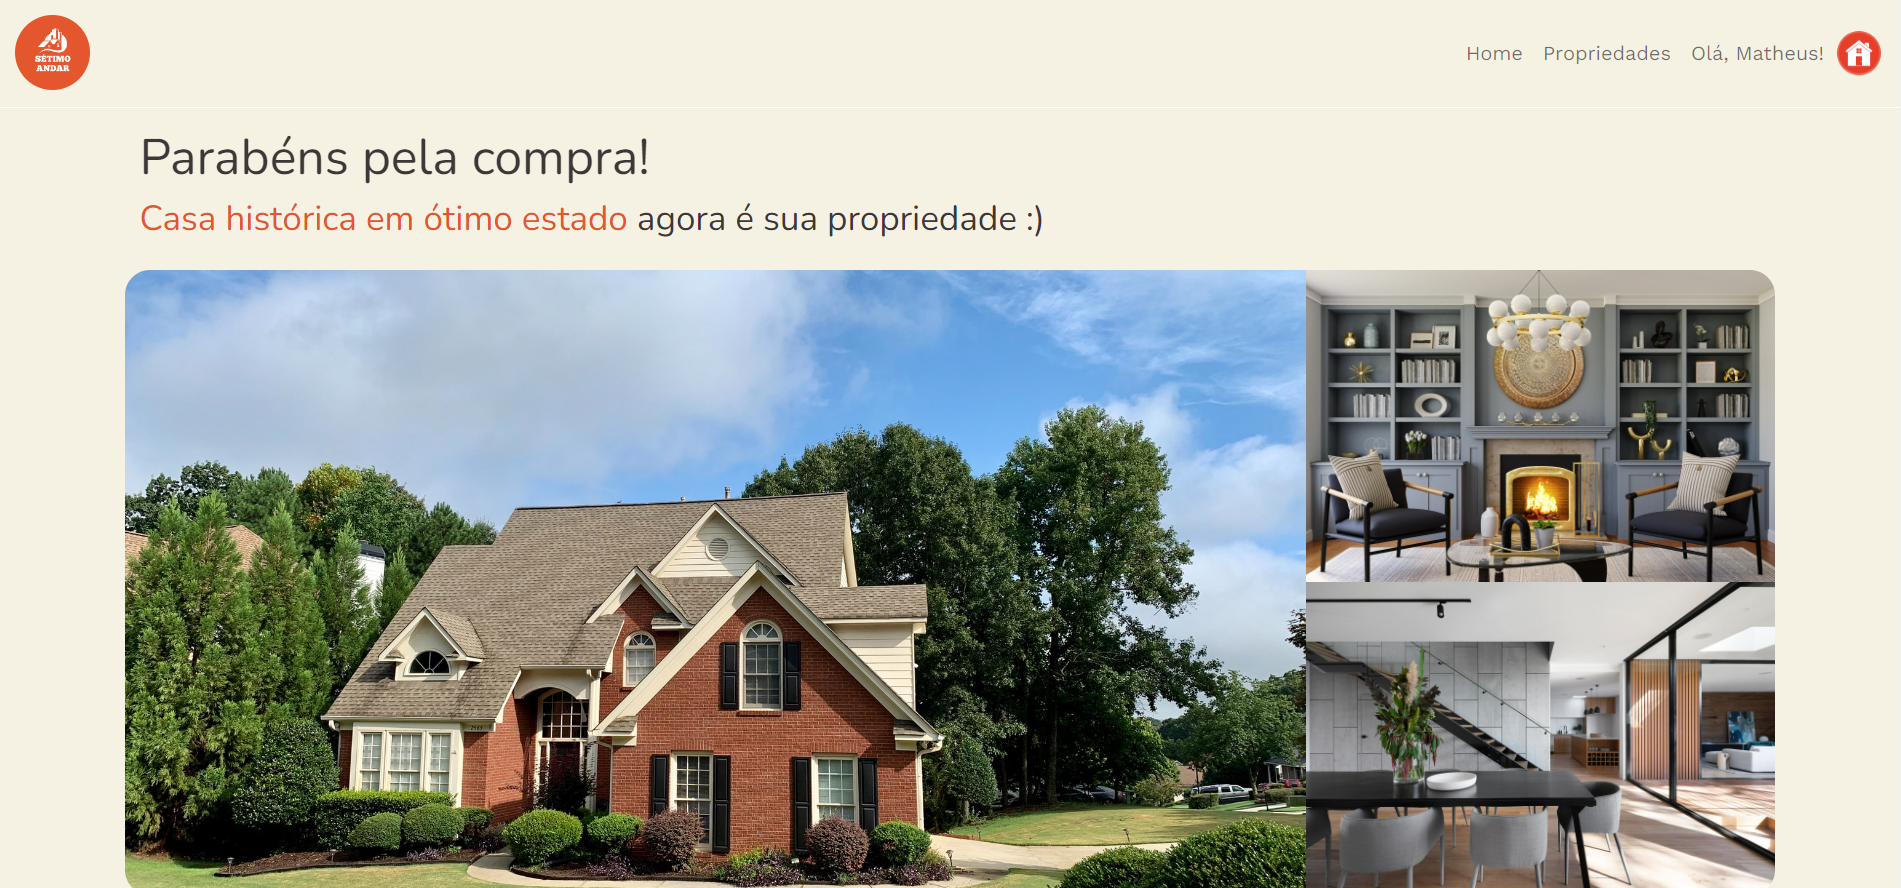 SÉTIMO
ANDAR
Home Propriedades Olá, Matheus!
Parabéns pela compra!
Casa histórica em ótimo estado agora é sua propriedade :)